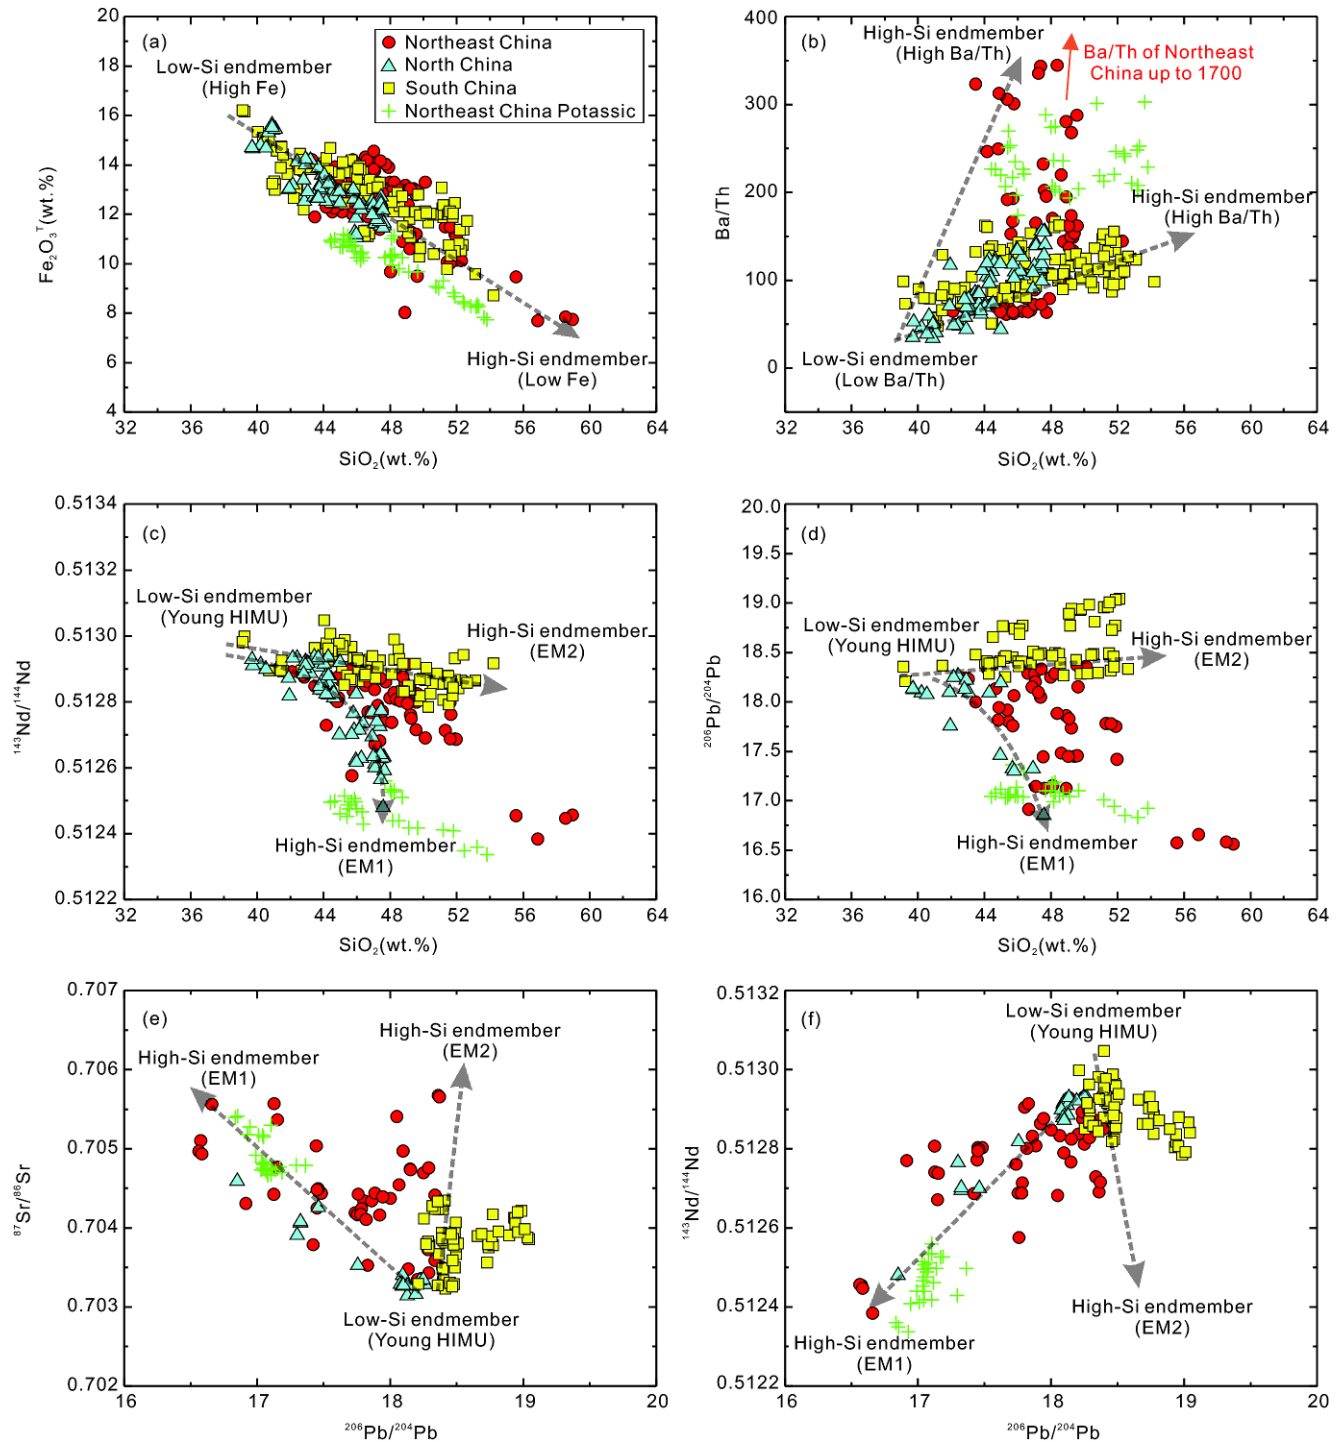 (a)
Northeast China
North China
South China
Northeast China Potassic
Low-Si endmember
(High Fe)
High-Si endmember
(Low Fe)
20
18
16
14
12
10
8
6
4
Fe₂O₃ᵀ(wt.%)
32 36 40 44 48 52 56 60 64
SiO₂(wt.%)
(b)
High-Si endmember
(High Ba/Th)
Ba/Th of Northeast
China up to 1700
High-Si endmember
(High Ba/Th)
Low-Si endmember
(Low Ba/Th)
400
300
200
100
0
Ba/Th
32 36 40 44 48 52 56 60 64
SiO₂(wt.%)
(c)
Low-Si endmember
(Young HIMU)
High-Si endmember
(EM2)
High-Si endmember
(EM1)
0.5134
0.5132
0.5130
0.5128
0.5126
0.5124
0.5122
¹⁴³Nd/¹⁴⁴Nd
32 36 40 44 48 52 56 60 64
SiO₂(wt.%)
(d)
Low-Si endmember
(Young HIMU)
High-Si endmember
(EM2)
High-Si endmember
(EM1)
20.0
19.5
19.0
18.5
18.0
17.5
17.0
16.5
16.0
²⁰⁶Pb/²⁰⁴Pb
32 36 40 44 48 52 56 60 64
SiO₂(wt.%)
(e)
High-Si endmember
(EM1)
High-Si endmember
(EM2)
Low-Si endmember
(Young HIMU)
0.707
0.706
0.705
0.704
0.703
0.702
⁸⁷Sr/⁸⁶Sr
16 17 18 19 20
²⁰⁶Pb/²⁰⁴Pb
(f)
Low-Si endmember
(Young HIMU)
High-Si endmember
(EM2)
High-Si endmember
(EM1)
0.5132
0.5130
0.5128
0.5126
0.5124
0.5122
¹⁴³Nd/¹⁴⁴Nd
16 17 18 19 20
²⁰⁶Pb/²⁰⁴Pb